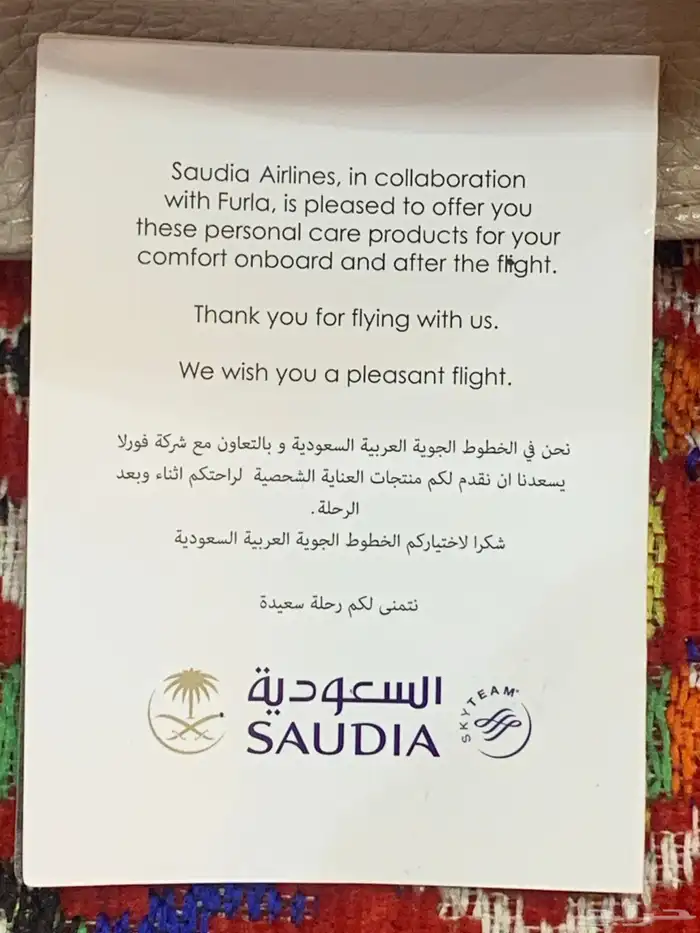 Saudia Airlines, in collaboration
with Furla, is pleased to offer you
these personal care products for your
comfort onboard and after the flight.
Thank you for flying with us.
We wish you a pleasant flight.
نحن في الخطوط الجوية العربية السعودية و بالتعاون مع شركة فورلا
يسعدنا ان نقدم لكم منتجات العناية الشخصية لراحتكم اثناء وبعد
الرحلة.
شكرا لاختياركم الخطوط الجوية العربية السعودية
نتمنى لكم رحلة سعيدة
السعودية
SAUDIA
SKYTEAM
حراج